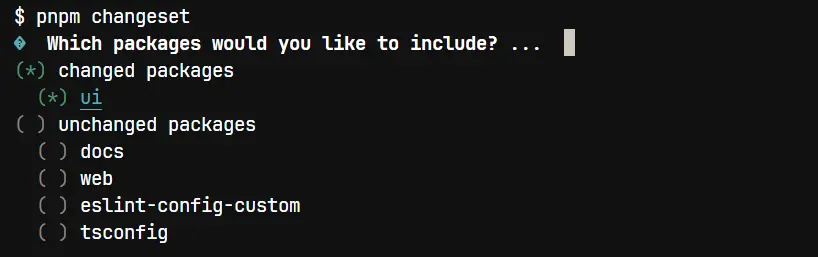 $ pnpm changeset
� Which packages would you like to include? ...
(*) changed packages
(*) ui
( ) unchanged packages
( ) docs
( ) web
( ) eslint-config-custom
( ) tsconfig